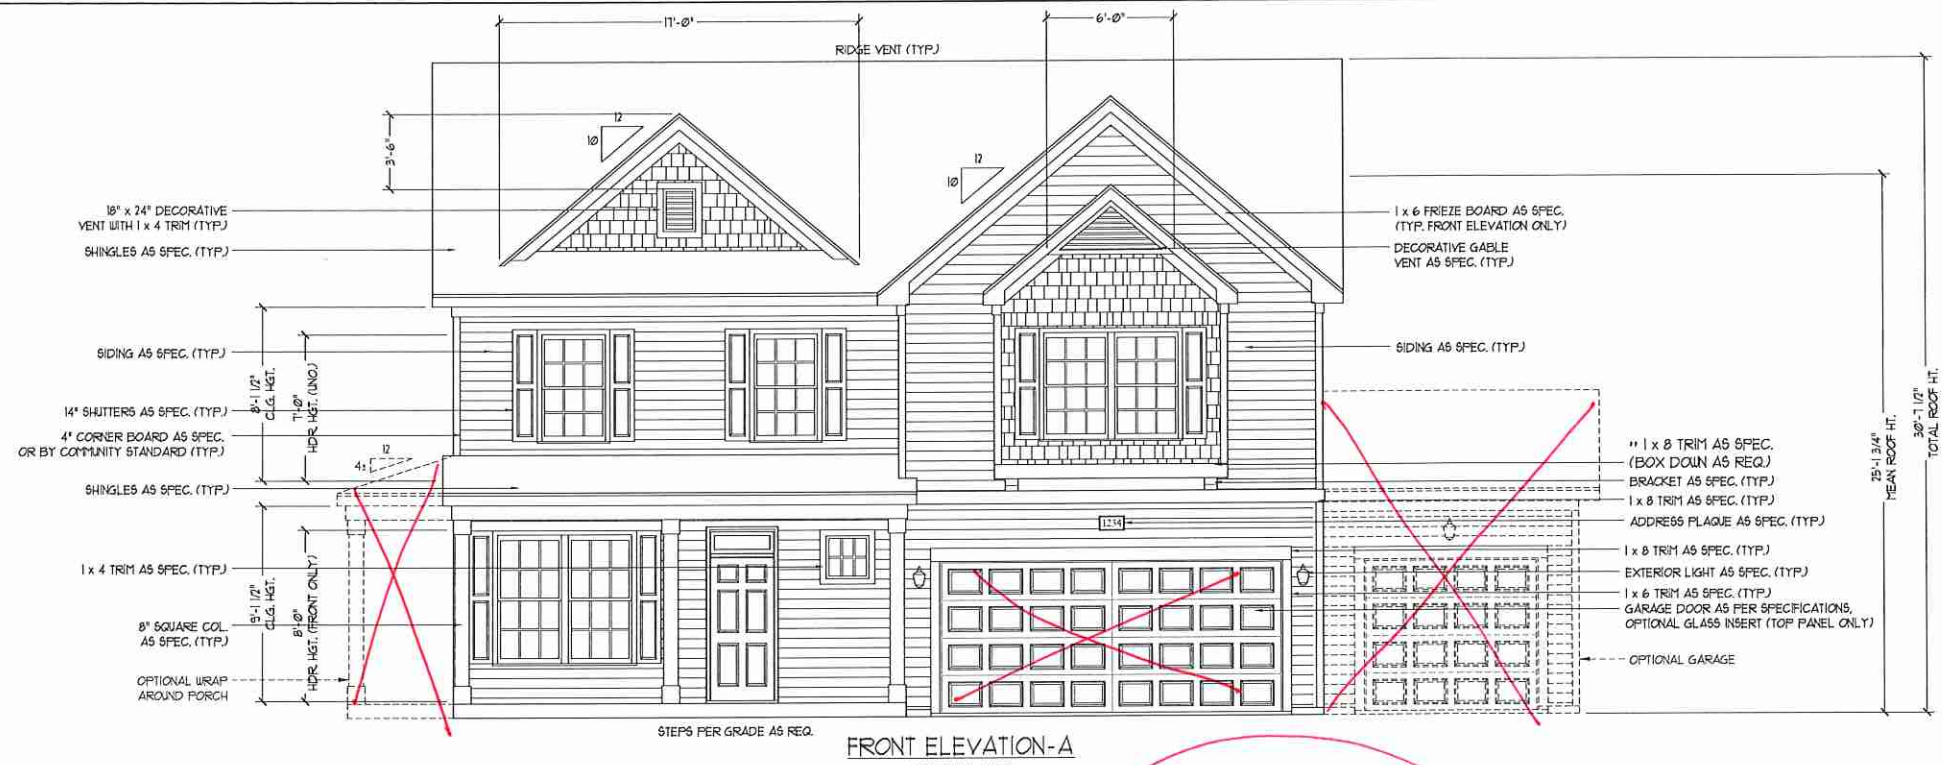 17'-0"
6'-0"
RIDGE VENT (TYP.)
12
10
3'-6"
12
10
18" x 24" DECORATIVE
VENT WITH 1 x 4 TRIM (TYP.)
SHINGLES AS SPEC. (TYP.)
1 x 6 FRIEZE BOARD AS SPEC.
(TYP. FRONT ELEVATION ONLY)
DECORATIVE GABLE
VENT AS SPEC. (TYP.)
SIDING AS SPEC. (TYP.)
8'-1 1/2"
CLG. HGT.
7'-0"
HDR. HGT. (UNO.)
SIDING AS SPEC. (TYP.)
14" SHUTTERS AS SPEC. (TYP.)
4" CORNER BOARD AS SPEC.
OR BY COMMUNITY STANDARD (TYP.)
12
4±
SHINGLES AS SPEC. (TYP.)
25'-1 3/4"
MEAN ROOF HT.
30'-7 1/2"
TOTAL ROOF HT.
" 1 x 8 TRIM AS SPEC.
(BOX DOWN AS REQ.)
BRACKET AS SPEC. (TYP.)
1 x 8 TRIM AS SPEC. (TYP.)
1234
ADDRESS PLAQUE AS SPEC. (TYP.)
1 x 8 TRIM AS SPEC. (TYP.)
EXTERIOR LIGHT AS SPEC. (TYP.)
1 x 6 TRIM AS SPEC. (TYP.)
GARAGE DOOR AS PER SPECIFICATIONS,
OPTIONAL GLASS INSERT (TOP PANEL ONLY)
OPTIONAL GARAGE
1 x 4 TRIM AS SPEC. (TYP.)
9'-1 1/2"
CLG. HGT.
8'-0"
HDR. HGT. (FRONT ONLY)
8" SQUARE COL.
AS SPEC. (TYP.)
OPTIONAL WRAP
AROUND PORCH
STEPS PER GRADE AS REQ.
FRONT ELEVATION-A